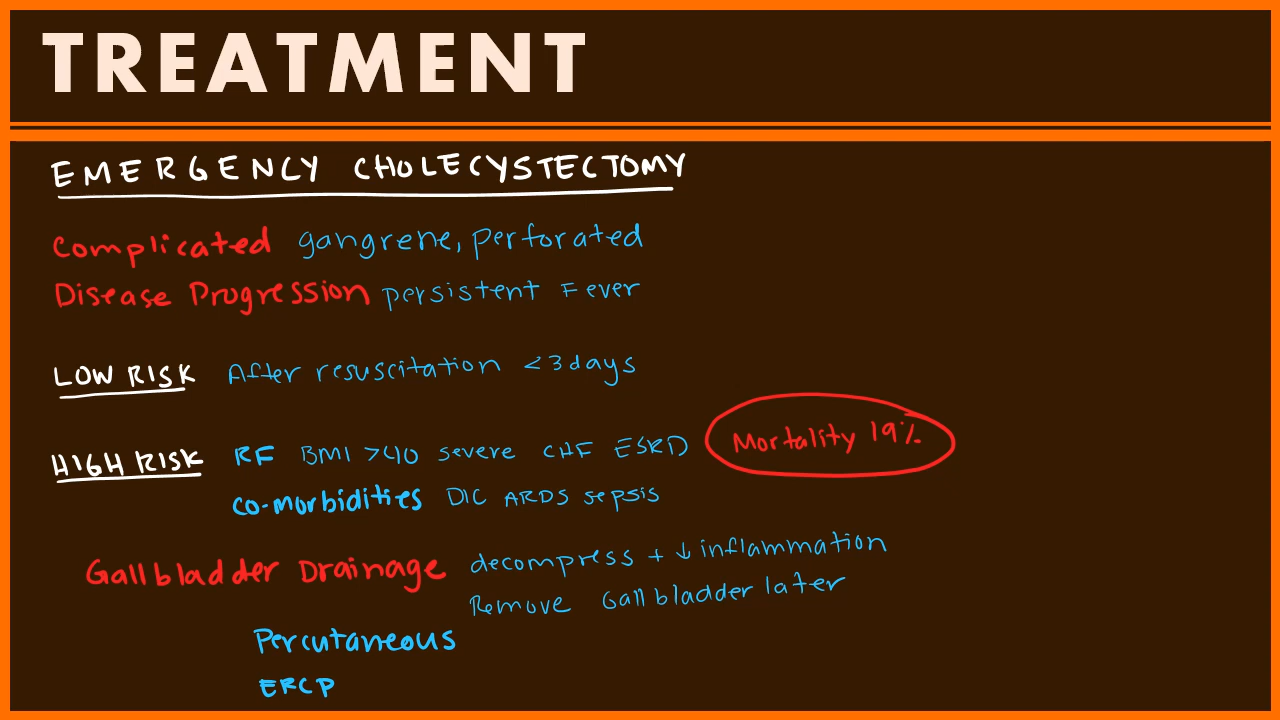 TREATMENT
EMERGENCY CHOLECYSTECTOMY
Complicated gangrene, perforated
Disease Progression persistent Fever
LOW RISK After resuscitation <3 days
HIGH RISK RF BMI >40 severe CHF ESRD Mortality 19%
co-morbidities DIC ARDS sepsis
Gallbladder Drainage decompress + ↓ inflammation
Remove Gallbladder later
Percutaneous
ERCP